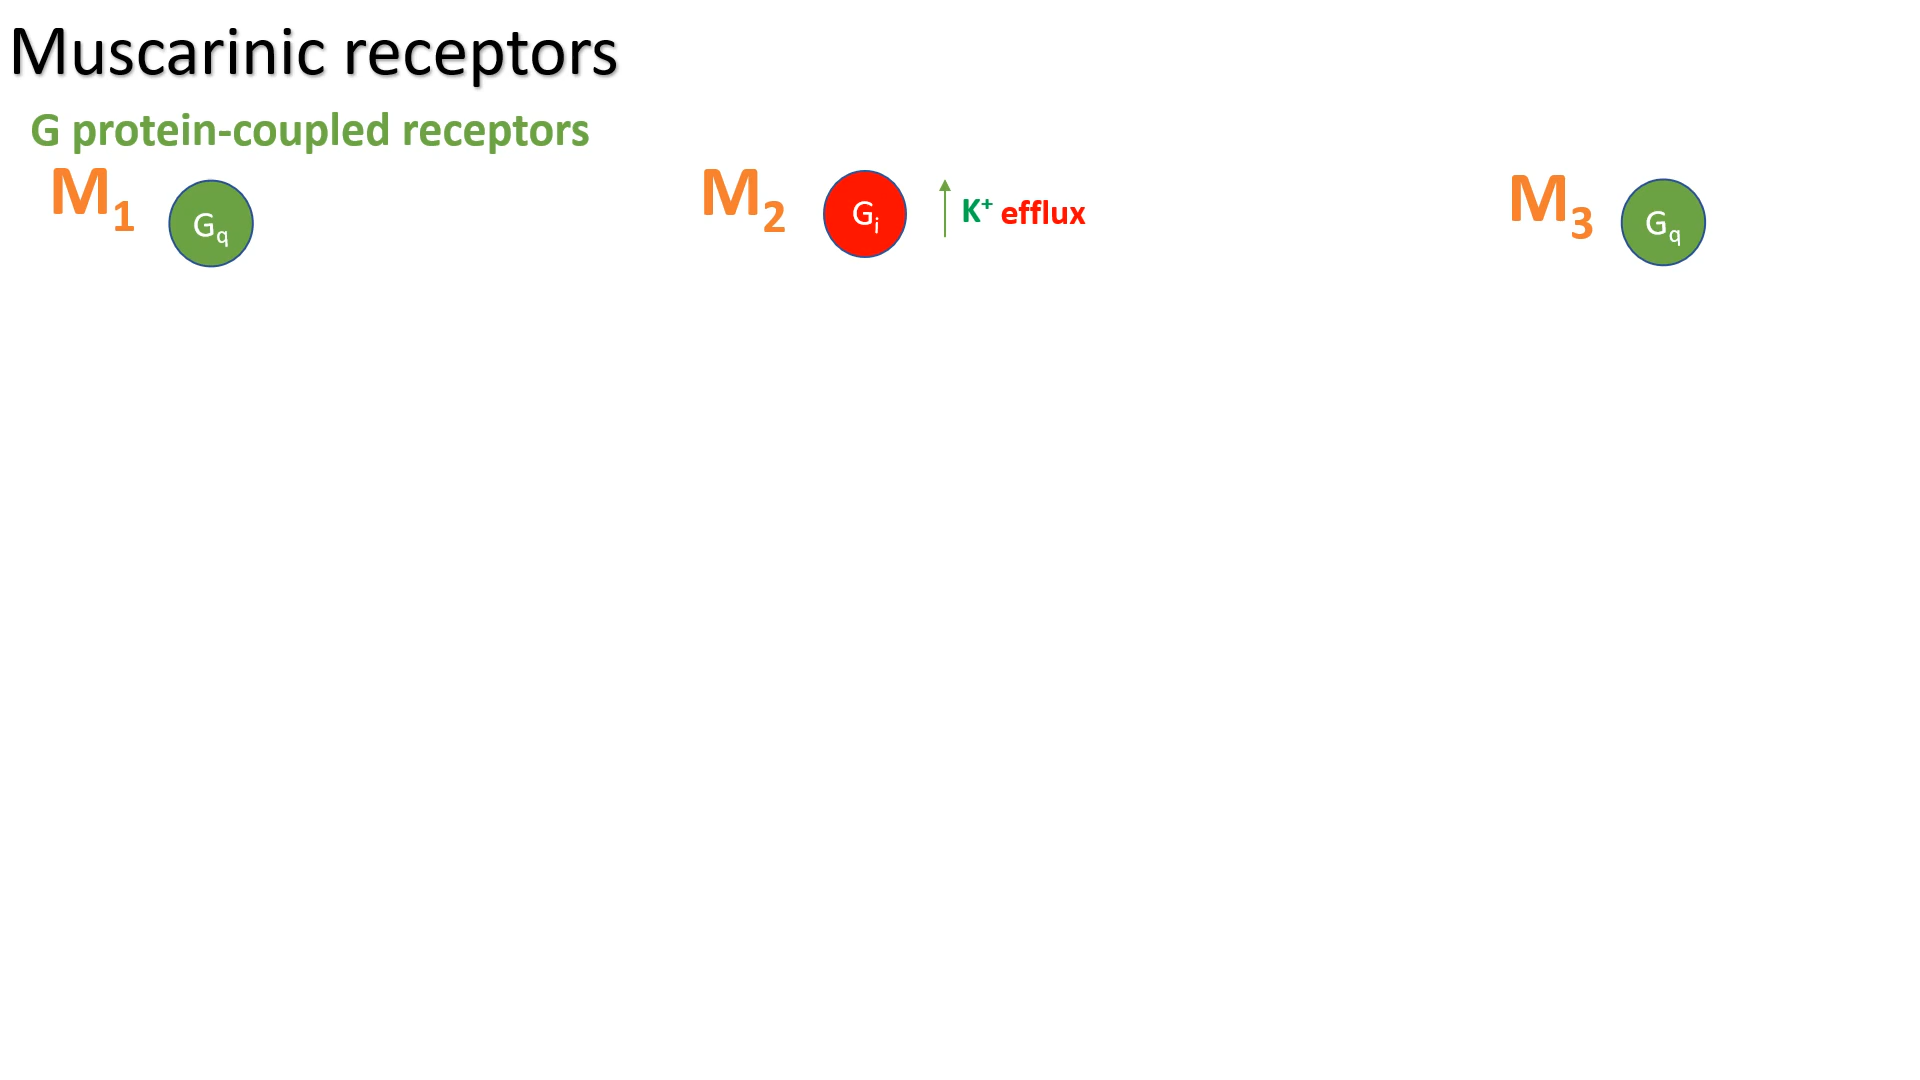 Muscarinic receptors
G protein-coupled receptors
M₁ Gq M₂ Gᵢ K⁺ efflux M₃ Gq